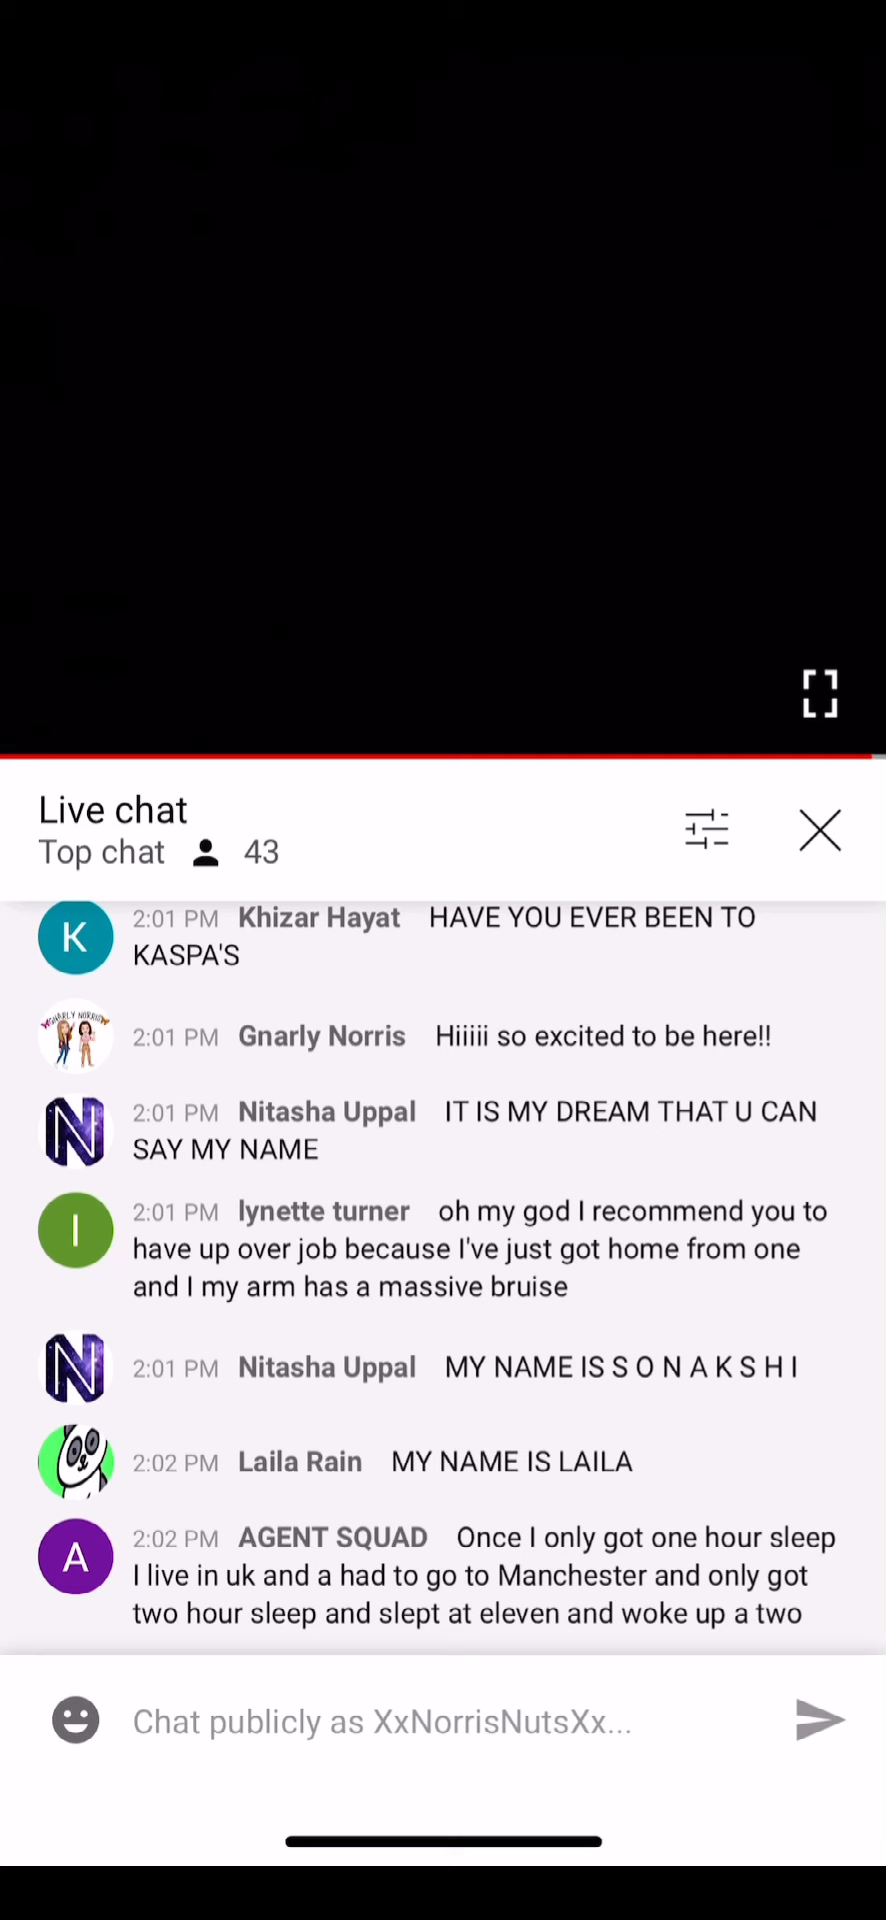 Live chat
Top chat 43
K 2:01 PM Khizar Hayat HAVE YOU EVER BEEN TO
KASPA'S
GNARLY NORRIS
2:01 PM Gnarly Norris Hiiiii so excited to be here!!
N 2:01 PM Nitasha Uppal IT IS MY DREAM THAT U CAN
SAY MY NAME
l 2:01 PM lynette turner oh my god I recommend you to
have up over job because I've just got home from one
and I my arm has a massive bruise
N 2:01 PM Nitasha Uppal MY NAME IS S O N A K S H I
2:02 PM Laila Rain MY NAME IS LAILA
A 2:02 PM AGENT SQUAD Once I only got one hour sleep
I live in uk and a had to go to Manchester and only got
two hour sleep and slept at eleven and woke up a two
Chat publicly as XxNorrisNutsXx...